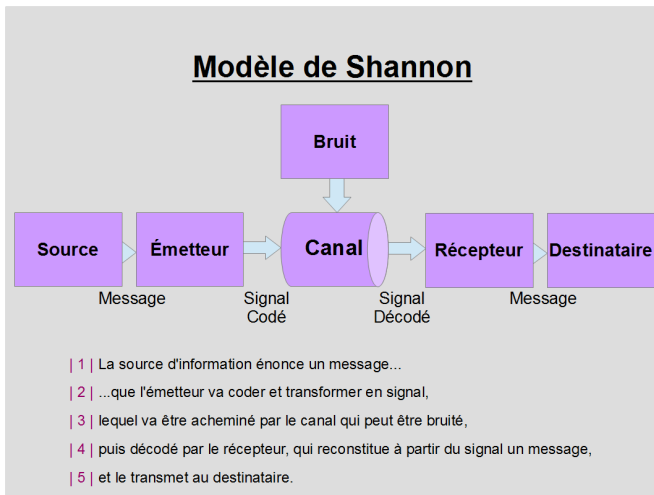 Modèle de Shannon
Bruit
Source
Émetteur
Canal
Récepteur
Destinataire
Message
Signal
Codé
Signal
Décodé
Message
| 1 | La source d'information énonce un message...
| 2 | ...que l'émetteur va coder et transformer en signal,
| 3 | lequel va être acheminé par le canal qui peut être bruité,
| 4 | puis décodé par le récepteur, qui reconstitue à partir du signal un message,
| 5 | et le transmet au destinataire.